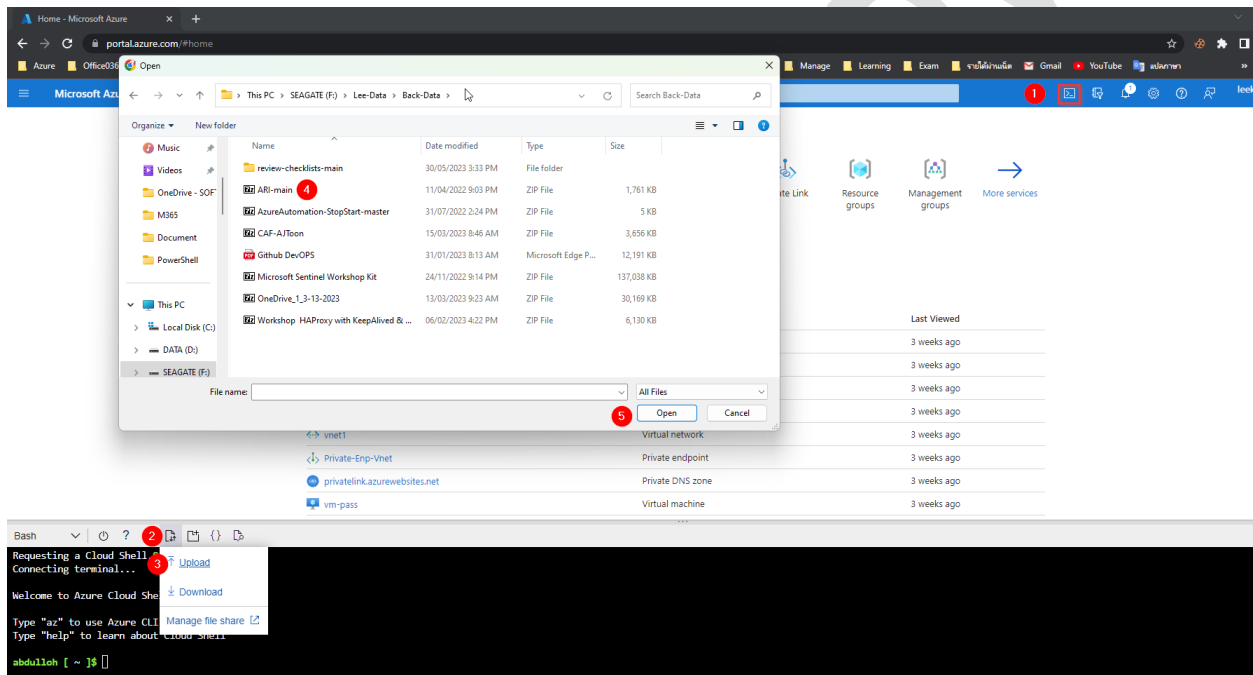 Home - Microsoft Azure
portal.azure.com/#home
Azure
Office036
Manage
Learning
Exam
รายได้ผ่านเน็ต
Gmail
YouTube
แปลภาษา
»
Microsoft Azu
1
1
leek
Open
This PC > SEAGATE (F:) > Lee-Data > Back-Data >
Search Back-Data
Organize
New folder
Music
Videos
OneDrive - SOF
M365
Document
PowerShell
This PC
Local Disk (C:)
DATA (D:)
SEAGATE (F:)
Name Date modified Type Size
review-checklists-main 30/05/2023 3:33 PM File folder
ARI-main 4 11/04/2022 9:03 PM ZIP File 1,761 KB
AzureAutomation-StopStart-master 31/07/2022 2:24 PM ZIP File 5 KB
CAF-AJToon 15/03/2023 8:46 AM ZIP File 3,656 KB
Github DevOPS 31/01/2023 8:13 AM Microsoft Edge P... 12,191 KB
Microsoft Sentinel Workshop Kit 24/11/2022 9:14 PM ZIP File 137,038 KB
OneDrive_1_3-13-2023 13/03/2023 9:23 AM ZIP File 30,169 KB
Workshop HAProxy with KeepAlived & ... 06/02/2023 4:22 PM ZIP File 6,130 KB
File name:
All Files
5
Open
Cancel
ate Link
Resource groups
Management groups
More services
Last Viewed
3 weeks ago
3 weeks ago
3 weeks ago
3 weeks ago
vnet1 Virtual network 3 weeks ago
Private-Enp-Vnet Private endpoint 3 weeks ago
privatelink.azurewebsites.net Private DNS zone 3 weeks ago
vm-pass Virtual machine 3 weeks ago
Bash
?
2
{}
3
Upload
Download
Manage file share
Requesting a Cloud Shell.
Connecting terminal...
Welcome to Azure Cloud She
Type "az" to use Azure CLI
Type "help" to learn about Cloud Shell
abdulloh [ ~ ]$